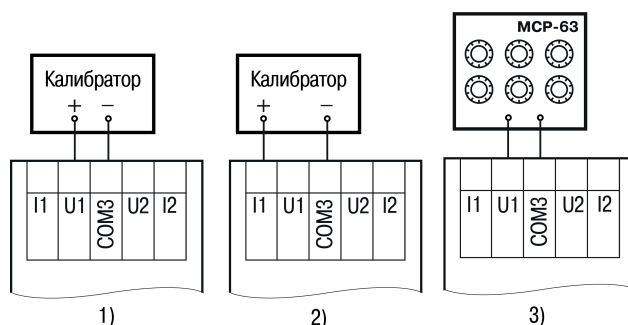 МСР-63
Калибратор
+ −
Калибратор
+ −
I1 U1 COM3 U2 I2
I1 U1 COM3 U2 I2
I1 U1 COM3 U2 I2
1) 2) 3)